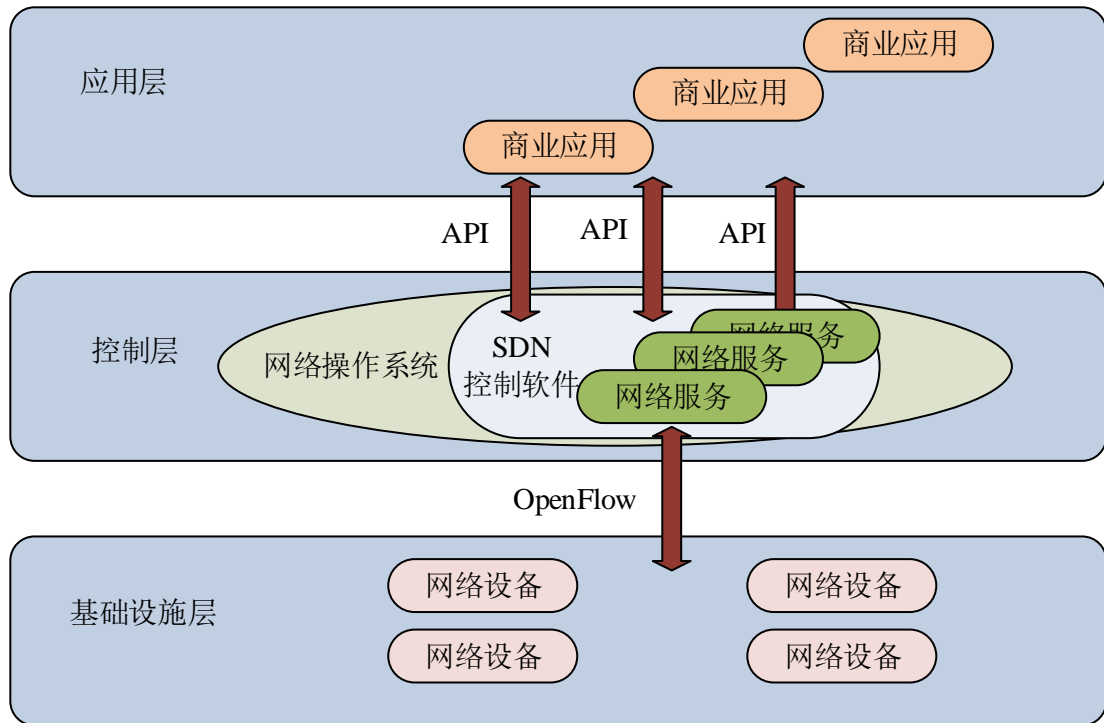 商业应用
商业应用
商业应用
应用层
API
API
API
控制层
网络操作系统
SDN
控制软件
网络服务
网络服务
网络服务
OpenFlow
基础设施层
网络设备
网络设备
网络设备
网络设备